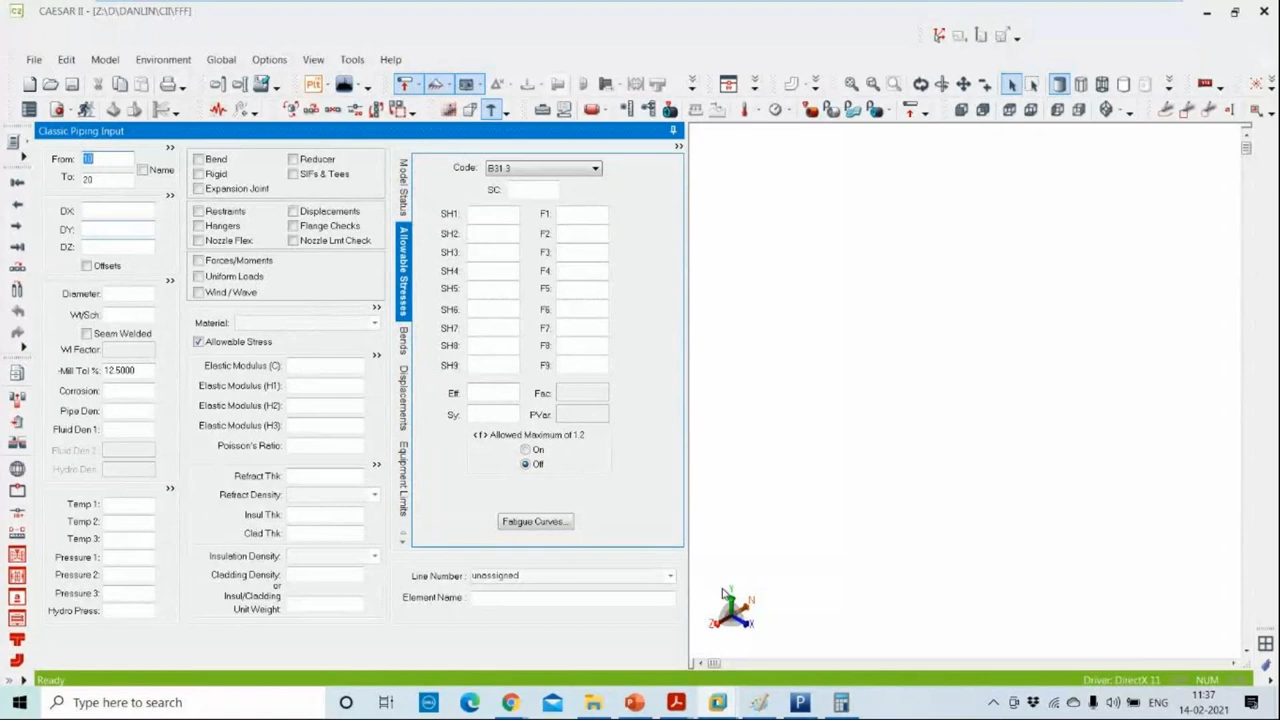 CAESAR II - [Z:\D\DANLIN\CII\FFF]
File Edit Model Environment Global Options View Tools Help
Classic Piping Input
From: 10
To: 20
Name
DX:
DY:
DZ:
Offsets
Diameter:
Wt/Sch:
Seam Welded
Wl Factor:
-Mill Tol %: 12.5000
Corrosion:
Pipe Den:
Fluid Den 1:
Fluid Den 2:
Hydro Den:
Temp 1:
Temp 2:
Temp 3:
Pressure 1:
Pressure 2:
Pressure 3:
Hydro Press:
Bend
Reducer
Rigid
SIFs & Tees
Expansion Joint
Restraints
Displacements
Hangers
Flange Checks
Nozzle Flex
Nozzle Lmt Check
Forces/Moments
Uniform Loads
Wind / Wave
Material:
Allowable Stress
Elastic Modulus (C):
Elastic Modulus (H1):
Elastic Modulus (H2):
Elastic Modulus (H3):
Poisson's Ratio:
Refract Thk:
Refract Density:
Insul Thk:
Clad Thk:
Insulation Density:
Cladding Density:
or
Insul/Cladding
Unit Weight:
Model Status
Allowable Stresses
Bends
Displacements
Equipment Limits
Code: B31.3
SC:
SH1: F1:
SH2: F2:
SH3: F3:
SH4: F4:
SH5: F5:
SH6: F6:
SH7: F7:
SH8: F8:
SH9: F9:
Eff: Fac:
Sy: PVar:
<f> Allowed Maximum of 1.2
On
Off
Fatgue Curves...
Line Number: unassigned
Element Name:
Y
N
Z X
Ready
Driver: DirectX 11 NUM
Type here to search
ENG
11:37
14-02-2021